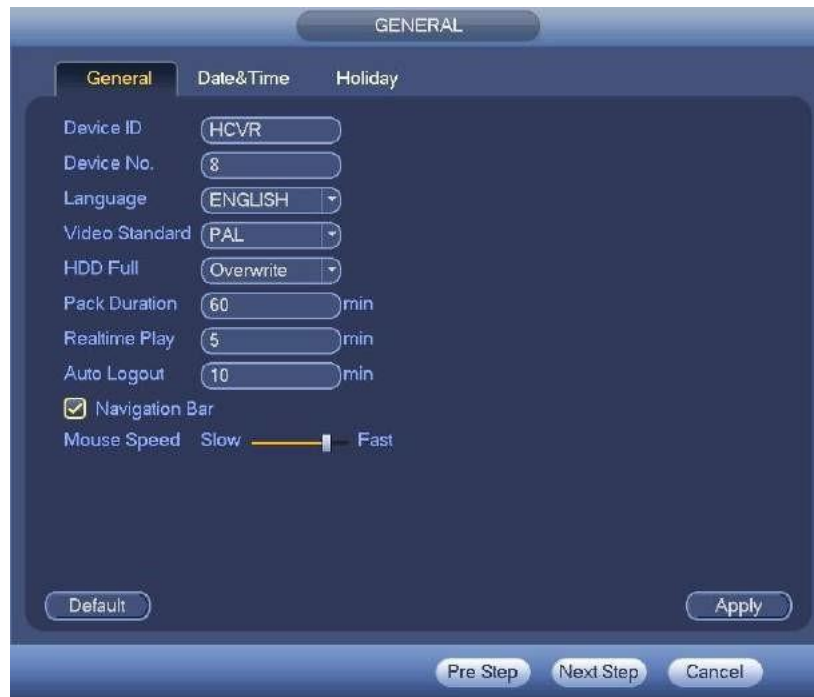 GENERAL
General Date&Time Holiday
Device ID HCVR
Device No. 8
Language ENGLISH
Video Standard PAL
HDD Full Overwrite
Pack Duration 60 min
Realtime Play 5 min
Auto Logout 10 min
Navigation Bar
Mouse Speed Slow Fast
Default Apply
Pre Step Next Step Cancel